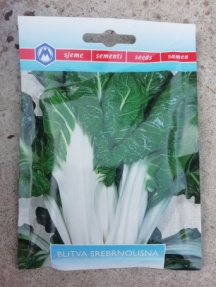 sjeme sementi seeds samen
BLITVA SREBRNOLISNA